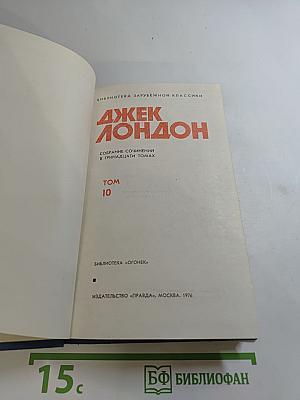 БИБЛИОТЕКА ЗАРУБЕЖНОЙ КЛАССИКИ
ДЖЕК
ЛОНДОН
СОБРАНИЕ СОЧИНЕНИЙ
В ТРИНАДЦАТИ ТОМАХ
ТОМ
10
БИБЛИОТЕКА «ОГОНЕК»
ИЗДАТЕЛЬСТВО «ПРАВДА», МОСКВА, 1976
15с
БФ БИБЛИОФАН